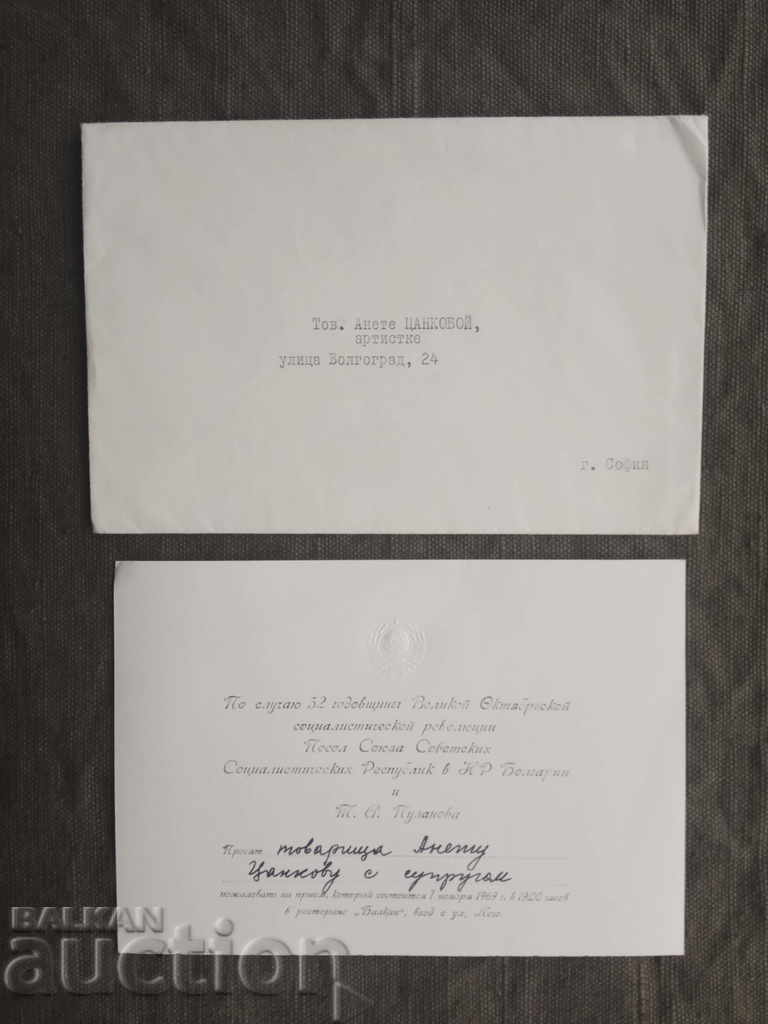 Тов. Анете ЦАНКОВОЙ,
артистке
улица Волгоград, 24
г. София
По случаю 52 годовщины Великой Октябрьской
социалистической революции
Посол Союза Советских
Социалистических Республик в НР Болгарии
и
Т. А. Пузанова
Просят товарища Анету
Цанкову с супругом
пожаловать на прием, который состоится 7 ноября 1969 г. в 19.00 часов
в ресторане „Балкан", вход с ул.
BALKAN
auction